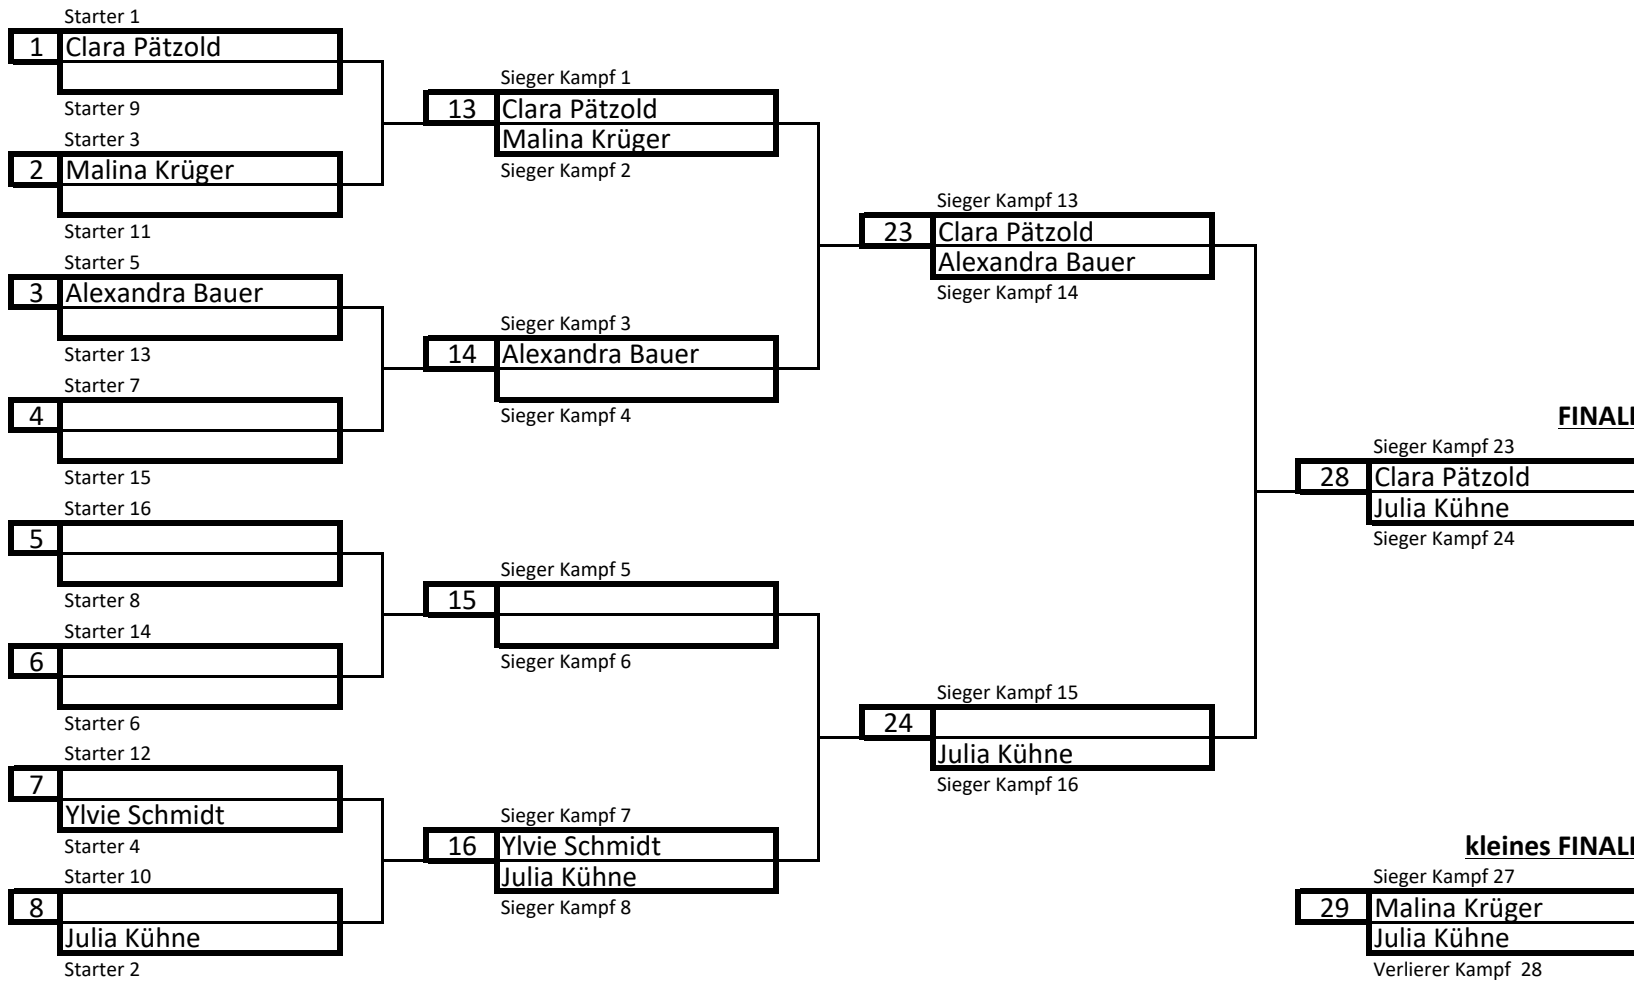 Starter 1
1 Clara Pätzold
Starter 9
Starter 3
2 Malina Krüger
Starter 11
Starter 5
3 Alexandra Bauer
Starter 13
Starter 7
4
Starter 15
Starter 16
5
Starter 8
Starter 14
6
Starter 6
Starter 12
7
Ylvie Schmidt
Starter 4
Starter 10
8
Julia Kühne
Starter 2
Sieger Kampf 1
13 Clara Pätzold
Malina Krüger
Sieger Kampf 2
Sieger Kampf 3
14 Alexandra Bauer
Sieger Kampf 4
Sieger Kampf 5
15
Sieger Kampf 6
Sieger Kampf 7
16 Ylvie Schmidt
Julia Kühne
Sieger Kampf 8
Sieger Kampf 13
23 Clara Pätzold
Alexandra Bauer
Sieger Kampf 14
Sieger Kampf 15
24
Julia Kühne
Sieger Kampf 16
FINAL
Sieger Kampf 23
28 Clara Pätzold
Julia Kühne
Sieger Kampf 24
kleines FINAL
Sieger Kampf 27
29 Malina Krüger
Julia Kühne
Verlierer Kampf 28